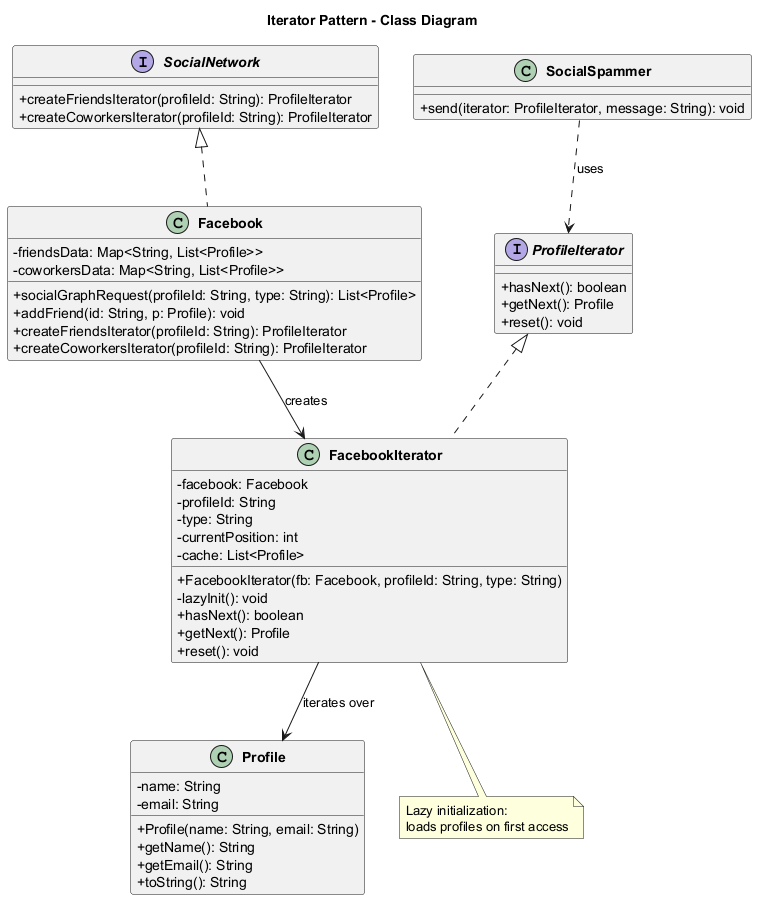 Iterator Pattern - Class Diagram
I SocialNetwork
+createFriendsIterator(profileId: String): ProfileIterator
+createCoworkersIterator(profileId: String): ProfileIterator
C SocialSpammer
+send(iterator: ProfileIterator, message: String): void
uses
C Facebook
-friendsData: Map<String, List<Profile>>
-coworkersData: Map<String, List<Profile>>
+socialGraphRequest(profileId: String, type: String): List<Profile>
+addFriend(id: String, p: Profile): void
+createFriendsIterator(profileId: String): ProfileIterator
+createCoworkersIterator(profileId: String): ProfileIterator
I ProfileIterator
+hasNext(): boolean
+getNext(): Profile
+reset(): void
creates
C FacebookIterator
-facebook: Facebook
-profileId: String
-type: String
-currentPosition: int
-cache: List<Profile>
+FacebookIterator(fb: Facebook, profileId: String, type: String)
-lazyInit(): void
+hasNext(): boolean
+getNext(): Profile
+reset(): void
iterates over
C Profile
-name: String
-email: String
+Profile(name: String, email: String)
+getName(): String
+getEmail(): String
+toString(): String
Lazy initialization:
loads profiles on first access